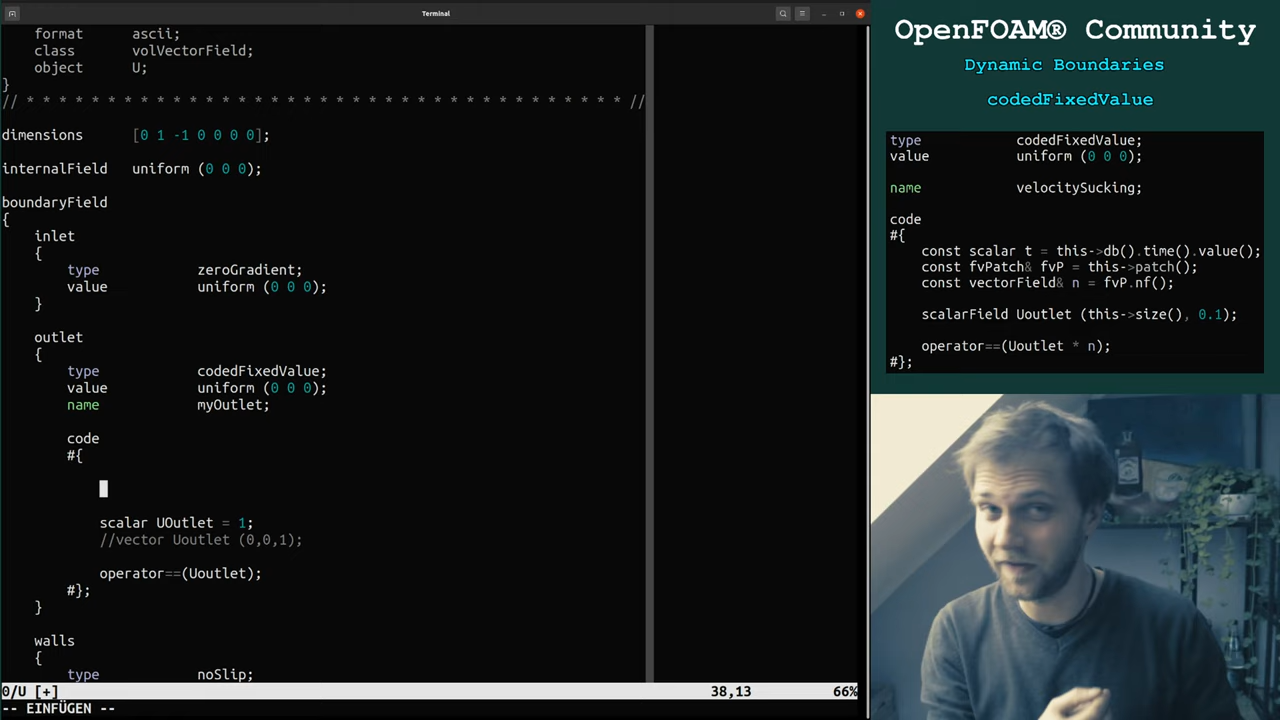 Terminal
format ascii;
class volVectorField;
object U;
}
// * * * * * * * * * * * * * * * * * * * * * * * * * * * * * * * * * * * * * //
dimensions [0 1 -1 0 0 0 0];
internalField uniform (0 0 0);
boundaryField
{
inlet
{
type zeroGradient;
value uniform (0 0 0);
}
outlet
{
type codedFixedValue;
value uniform (0 0 0);
name myOutlet;
code
#{
scalar UOutlet = 1;
//vector Uoutlet (0,0,1);
operator==(Uoutlet);
#};
}
walls
{
type noSlip;
0/U [+] 38,13 66%
-- EINFÜGEN --
OpenFOAM® Community
Dynamic Boundaries
codedFixedValue
type codedFixedValue;
value uniform (0 0 0);
name velocitySucking;
code
#{
const scalar t = this->db().time().value();
const fvPatch& fvP = this->patch();
const vectorField& n = fvP.nf();
scalarField Uoutlet (this->size(), 0.1);
operator==(Uoutlet * n);
#};